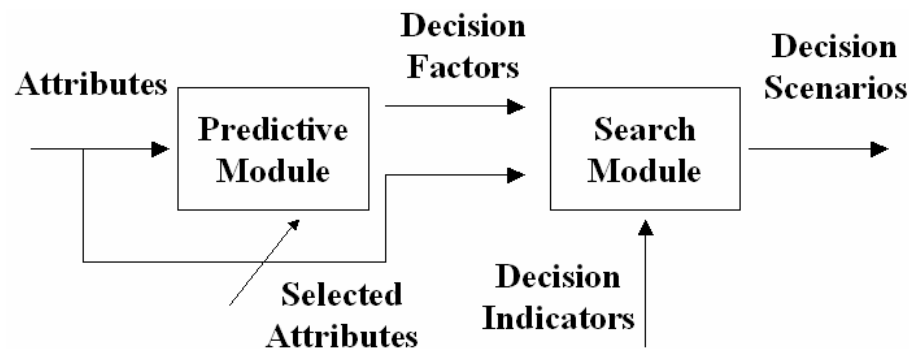 Attributes
Predictive
Module
Decision
Factors
Search
Module
Decision
Scenarios
Selected
Attributes
Decision
Indicators